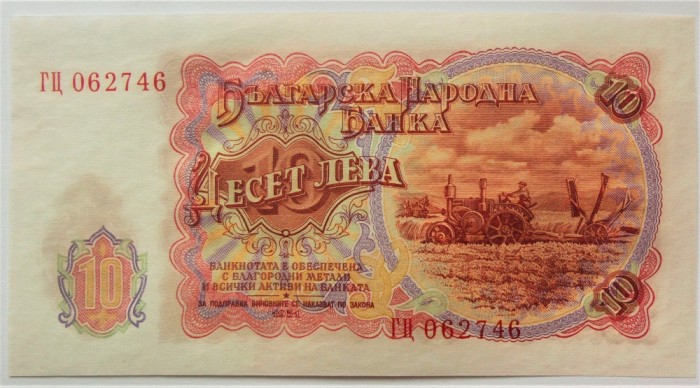 ГЦ 062746
БЪЛГАРСКА НАРОДНА
БАНКА
10
10
ДЕСЕТ ЛЕВА
БАНКНОТАТА Е ОБЕЗПЕЧЕНА
С БЛАГОРОДНИ МЕТАЛИ
И ВСИЧКИ АКТИВИ НА БАНКАТА
ЗА ПОДПРАВКА ВИНОВНИТЕ СЕ НАКАЗВАТ ПО ЗАКОНА
10
10
ГЦ 062746